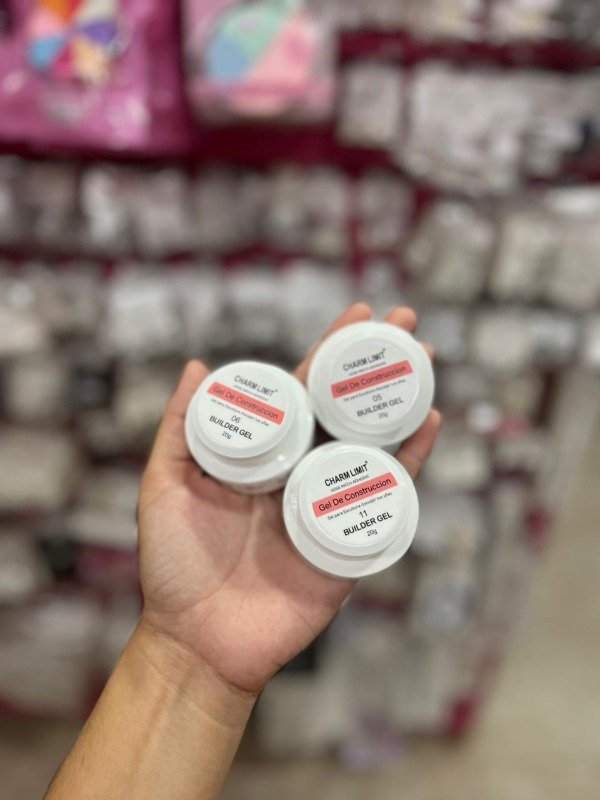 CHARM LIMIT®
Gel De Construccion
06
BUILDER GEL
20g
CHARM LIMIT®
Gel De Construccion
05
BUILDER GEL
20g
CHARM LIMIT®
Gel De Construccion
11
BUILDER GEL
20g